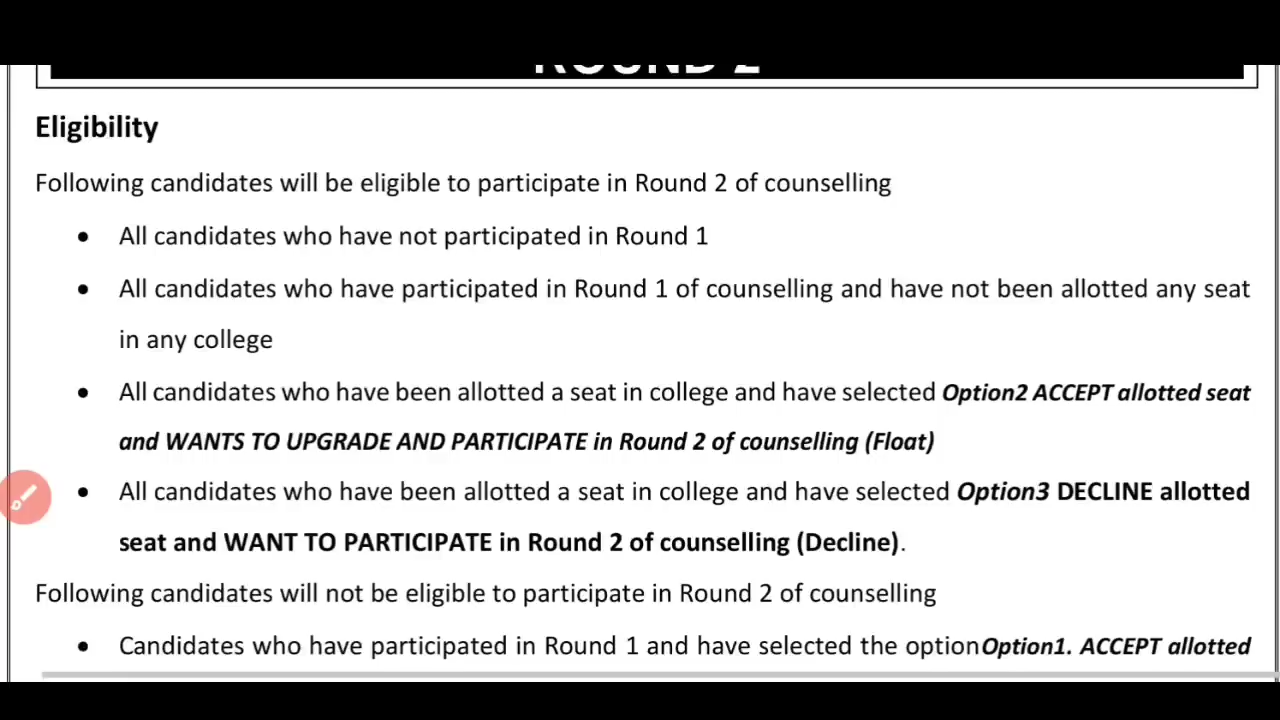 ROUND 2
Eligibility
Following candidates will be eligible to participate in Round 2 of counselling
• All candidates who have not participated in Round 1
• All candidates who have participated in Round 1 of counselling and have not been allotted any seat
in any college
• All candidates who have been allotted a seat in college and have selected Option2 ACCEPT allotted seat
and WANTS TO UPGRADE AND PARTICIPATE in Round 2 of counselling (Float)
• All candidates who have been allotted a seat in college and have selected Option3 DECLINE allotted
seat and WANT TO PARTICIPATE in Round 2 of counselling (Decline).
Following candidates will not be eligible to participate in Round 2 of counselling
• Candidates who have participated in Round 1 and have selected the optionOption1. ACCEPT allotted